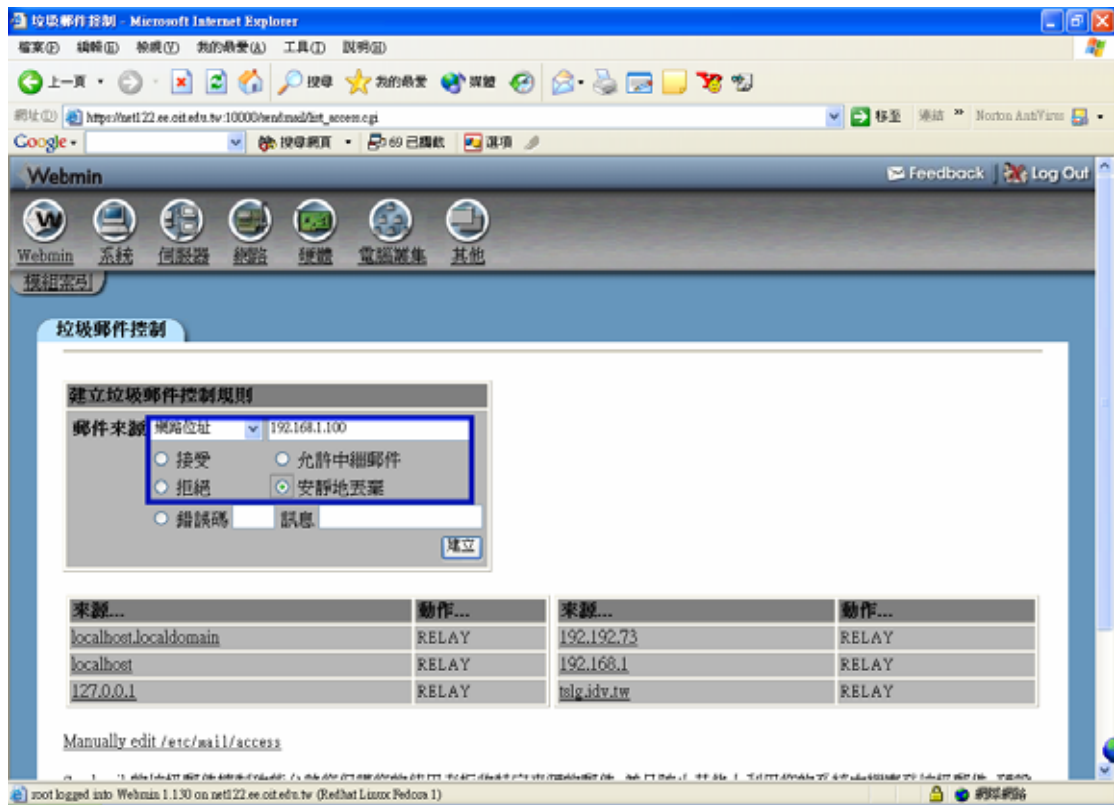 垃圾郵件控制 - Microsoft Internet Explorer
檔案(F) 編輯(E) 檢視(V) 我的最愛(A) 工具(T) 說明(H)
上一頁 搜尋 我的最愛 媒體
網址(D) https://net122.ee.oit.edu.tw:10000/sendmail/list_access.cgi 移至 連結 » Norton AntiVirus
Google 搜尋網頁 69 已攔截 選項
Webmin Feedback Log Out
Webmin 系統 伺服器 網路 硬體 電腦叢集 其他
模組索引
垃圾郵件控制
建立垃圾郵件控制規則
郵件來源 網路位址 192.168.1.100
接受 允許中繼郵件
拒絕 安靜地丟棄
錯誤碼 訊息
建立
來源... 動作... 來源... 動作...
localhost.localdomain RELAY 192.192.73 RELAY
localhost RELAY 192.168.1 RELAY
127.0.0.1 RELAY tslg.idv.tw RELAY
Manually edit /etc/mail/access
root logged into Webmin 1.130 on net122.ee.oit.edu.tw (Redhat Linux Fedora 1) 網際網路